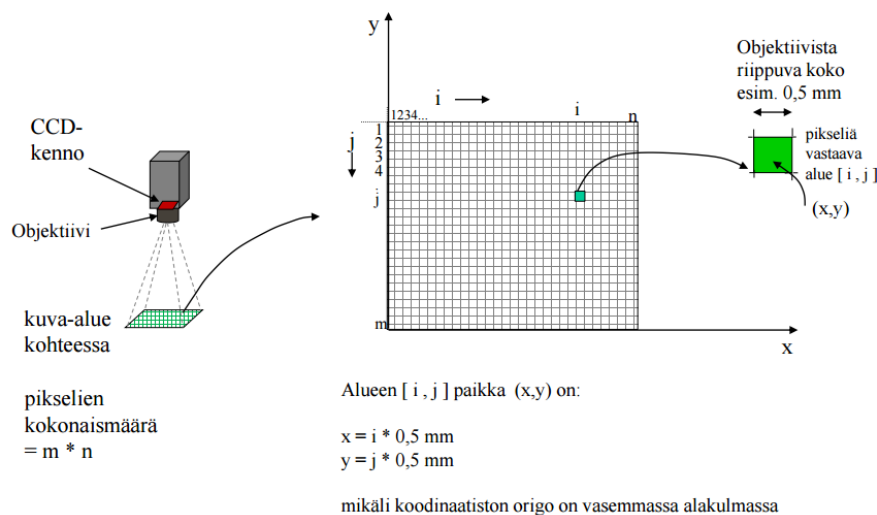 CCD-
kenno
Objektiivi
kuva-alue
kohteessa
pikselien
kokonaismäärä
= m * n
y
i
i
n
1234...
j
1
2
3
4
j
m
x
Objektiivista
riippuva koko
esim. 0,5 mm
pikseliä
vastaava
alue [ i , j ]
(x,y)
Alueen [ i , j ] paikka (x,y) on:
x = i * 0,5 mm
y = j * 0,5 mm
mikäli koodinaatiston origo on vasemmassa alakulmassa